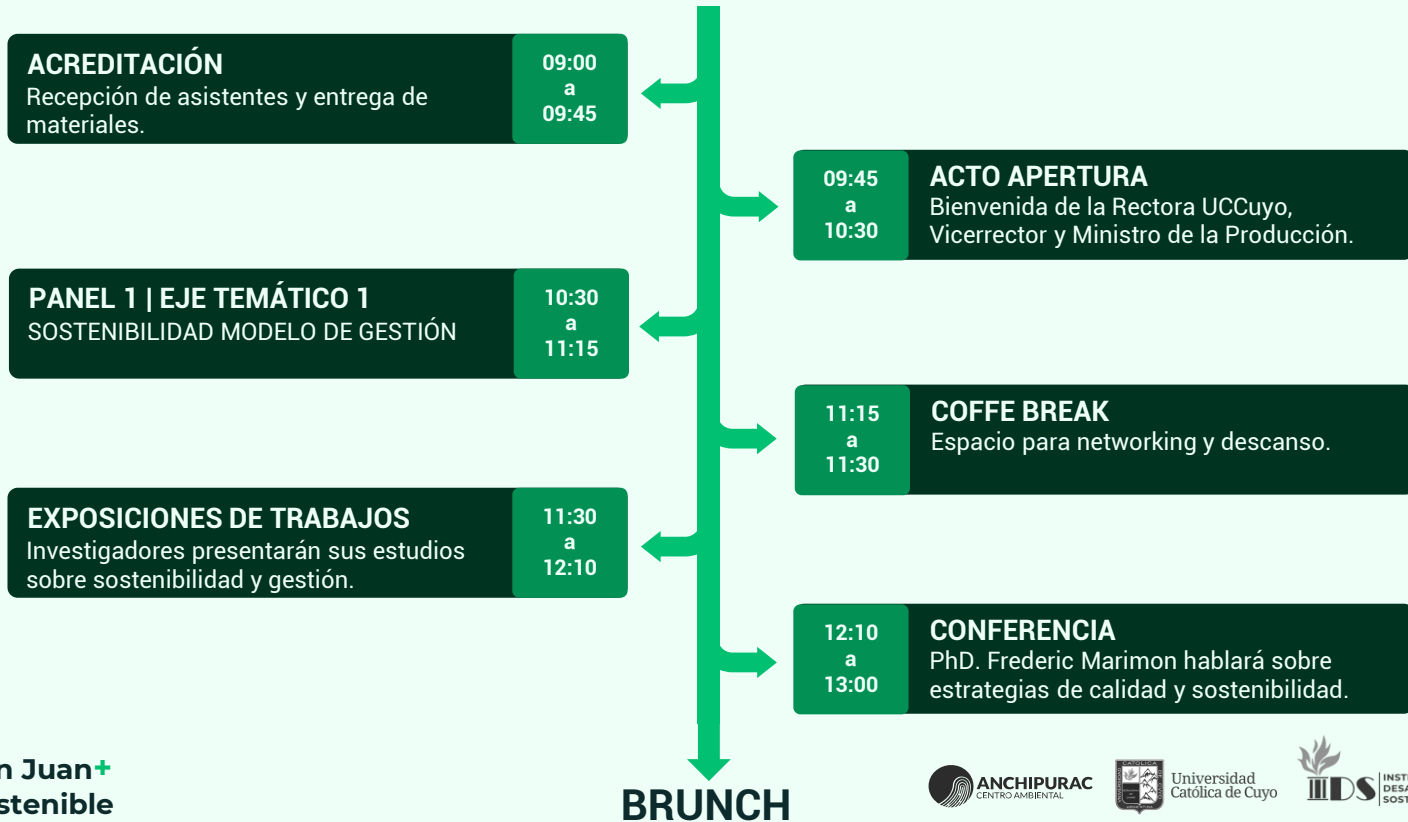 ACREDITACIÓN
Recepción de asistentes y entrega de
materiales.
09:00
a
09:45
09:45
a
10:30
ACTO APERTURA
Bienvenida de la Rectora UCCuyo,
Vicerrector y Ministro de la Producción.
PANEL 1 | EJE TEMÁTICO 1
SOSTENIBILIDAD MODELO DE GESTIÓN
10:30
a
11:15
11:15
a
11:30
COFFE BREAK
Espacio para networking y descanso.
EXPOSICIONES DE TRABAJOS
Investigadores presentarán sus estudios
sobre sostenibilidad y gestión.
11:30
a
12:10
12:10
a
13:00
CONFERENCIA
PhD. Frederic Marimon hablará sobre
estrategias de calidad y sostenibilidad.
n Juan+
stenible
BRUNCH
ANCHIPURAC
CENTRO AMBIENTAL
Universidad
Católica de Cuyo
IIDS
INSTI
DESA
SOST